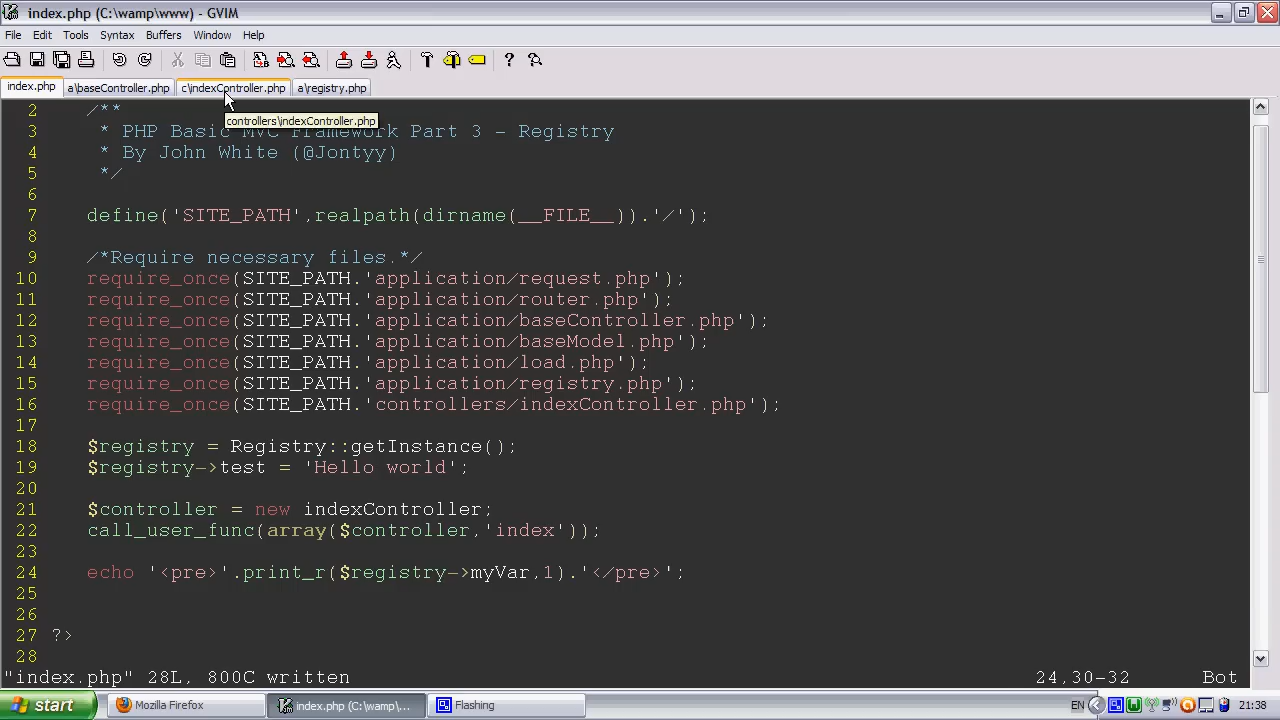 index.php (C:\wamp\www) - GVIM
File Edit Tools Syntax Buffers Window Help
index.php a\baseController.php c\indexController.php a\registry.php
controllers\indexController.php
2 /**
3 * PHP Basic MVC Framework Part 3 - Registry
4 * By John White (@Jontyy)
5 */
6
7 define('SITE_PATH',realpath(dirname(__FILE__)).'/');
8
9 /*Require necessary files.*/
10 require_once(SITE_PATH.'application/request.php');
11 require_once(SITE_PATH.'application/router.php');
12 require_once(SITE_PATH.'application/baseController.php');
13 require_once(SITE_PATH.'application/baseModel.php');
14 require_once(SITE_PATH.'application/load.php');
15 require_once(SITE_PATH.'application/registry.php');
16 require_once(SITE_PATH.'controllers/indexController.php');
17
18 $registry = Registry::getInstance();
19 $registry->test = 'Hello world';
20
21 $controller = new indexController;
22 call_user_func(array($controller,'index'));
23
24 echo '<pre>'.print_r($registry->myVar,1).'</pre>';
25
26
27 ?>
28
"index.php" 28L, 800C written 24,30-32 Bot
start Mozilla Firefox index.php (C:\wamp\... Flashing EN 21:38